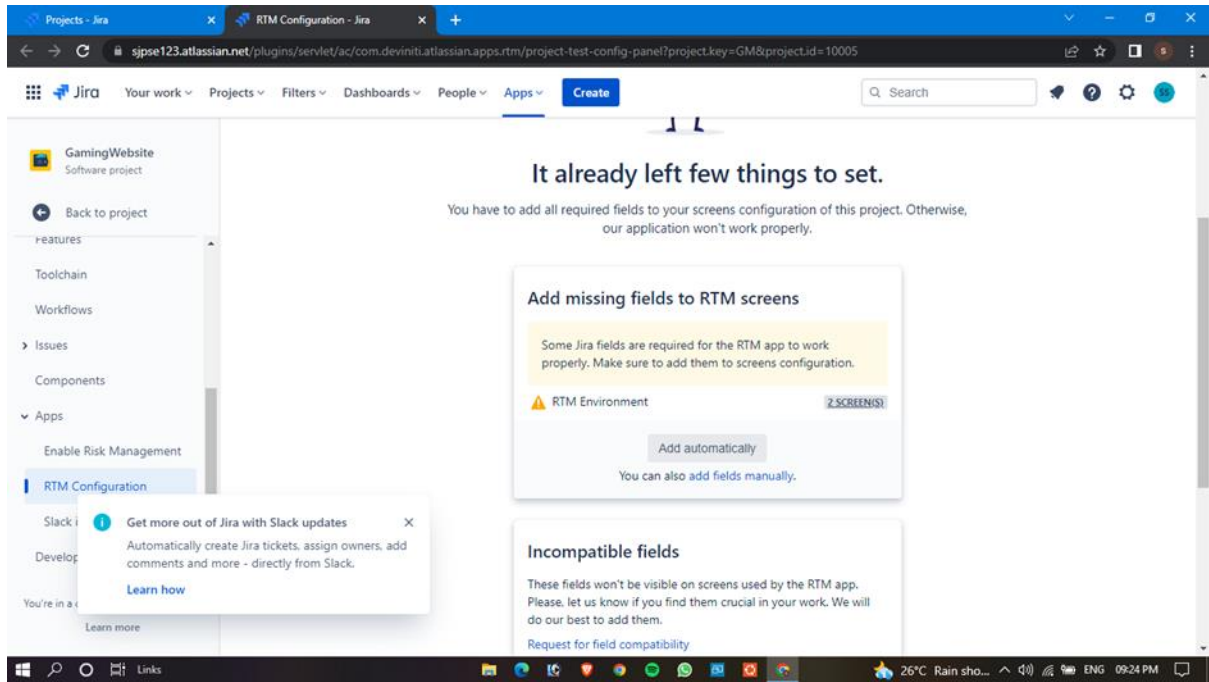 Projects - Jira
RTM Configuration - Jira
sjpse123.atlassian.net/plugins/servlet/ac/com.deviniti.atlassian.apps.rtm/project-test-config-panel?project.key=GM&project.id=10005
Jira Your work Projects Filters Dashboards People Apps Create Search SS
GamingWebsite
Software project
Back to project
Features
Toolchain
Workflows
Issues
Components
Apps
Enable Risk Management
RTM Configuration
Slack i
Develop
You're in a
Learn more
Get more out of Jira with Slack updates
Automatically create Jira tickets, assign owners, add
comments and more - directly from Slack.
Learn how
It already left few things to set.
You have to add all required fields to your screens configuration of this project. Otherwise,
our application won't work properly.
Add missing fields to RTM screens
Some Jira fields are required for the RTM app to work
properly. Make sure to add them to screens configuration.
RTM Environment 2 SCREEN(S)
Add automatically
You can also add fields manually.
Incompatible fields
These fields won't be visible on screens used by the RTM app.
Please, let us know if you find them crucial in your work. We will
do our best to add them.
Request for field compatibility
Links 26°C Rain sho... ENG 09:24 PM